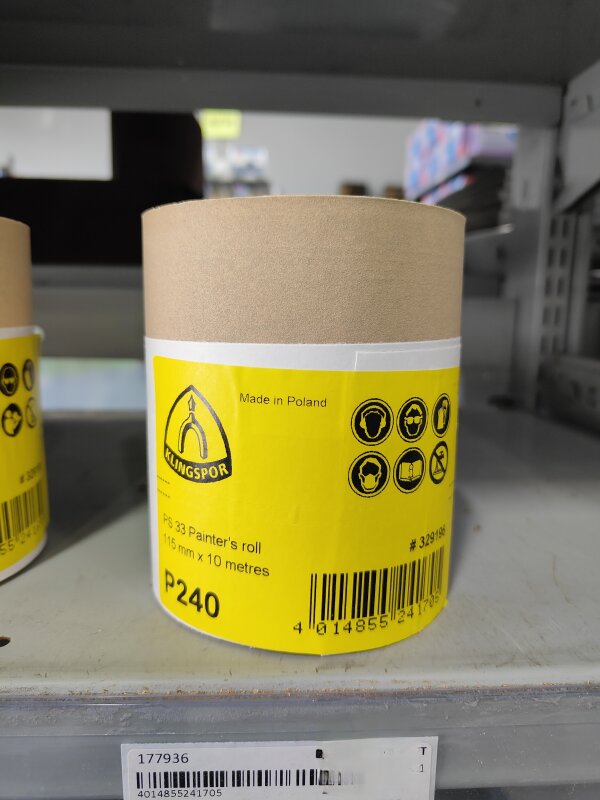 Made in Poland
KLINGSPOR
PS 33 Painter's roll
115 mm x 10 metres
P240
# 329196
4 014855 241705
177936
T
1
4014855241705